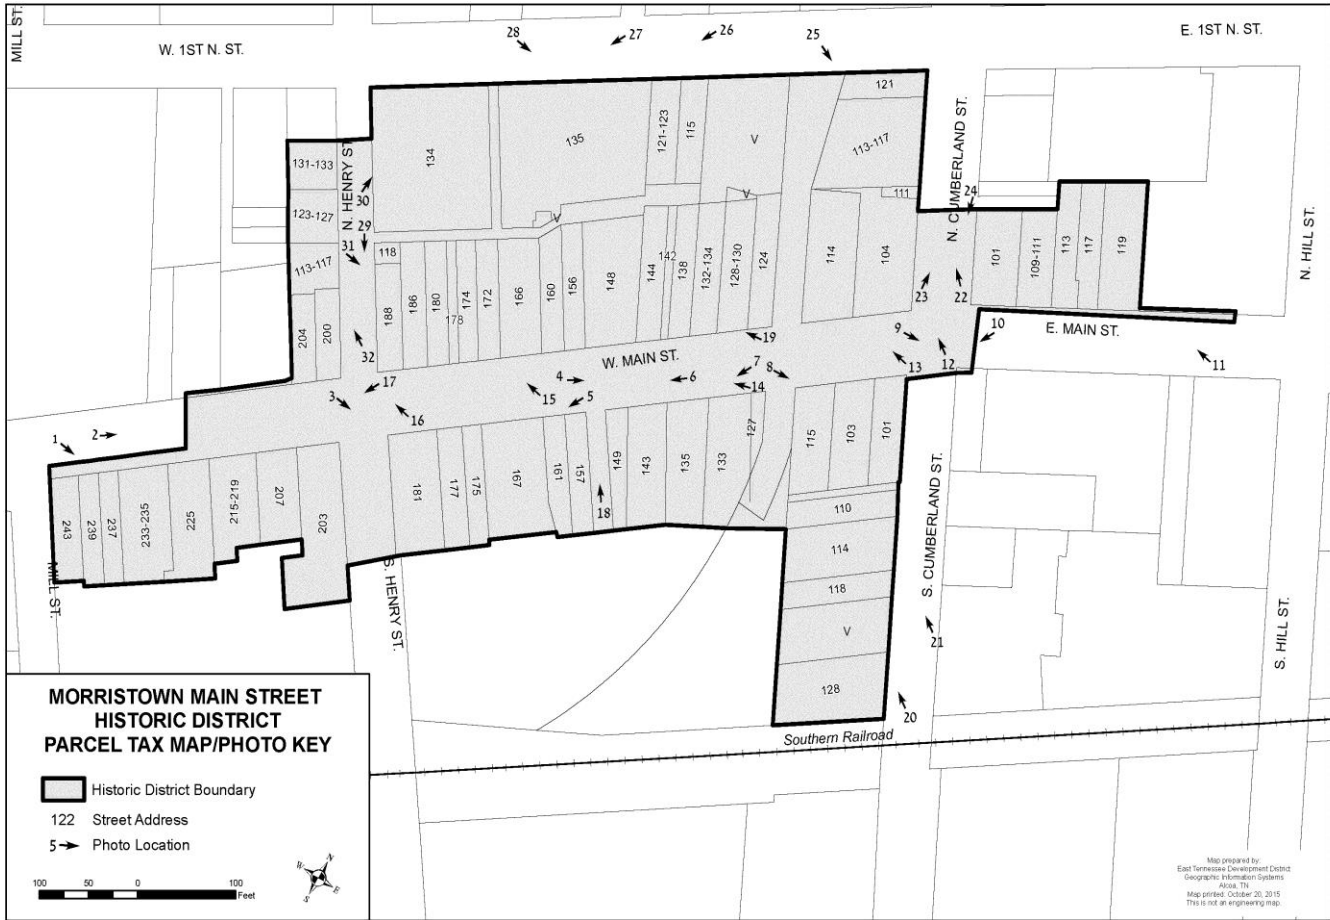 MILL ST.
W. 1ST N. ST.
28
27
26
25
E. 1ST N. ST.
121
131-133
N. HENRY ST.
134
135
121-123
115
V
113-117
N. CUMBERLAND ST.
30
123-127
29
V
V
111
24
N. HILL ST.
31
118
113-117
204
200
188
186
180
178
174
172
166
160
156
148
144
142
138
132-134
128-130
124
114
104
23
22
101
109-111
113
117
119
32
19
9
10
E. MAIN ST.
W. MAIN ST.
12
11
13
17
4
6
7
8
14
3
16
15
5
1
2
127
115
103
101
243
239
237
233-235
225
215-219
207
203
181
177
175
167
161
157
149
143
135
133
18
110
114
118
V
128
MILL ST.
S. HENRY ST.
S. CUMBERLAND ST.
S. HILL ST.
21
20
Southern Railroad
MORRISTOWN MAIN STREET
HISTORIC DISTRICT
PARCEL TAX MAP/PHOTO KEY
Historic District Boundary
122 Street Address
5 Photo Location
N
W
E
S
100 50 0 100
Feet
Map prepared by:
East Tennessee Development District
Geographic Information Systems
Alcoa, TN
Map printed: October 20, 2015
This is not an engineering map.